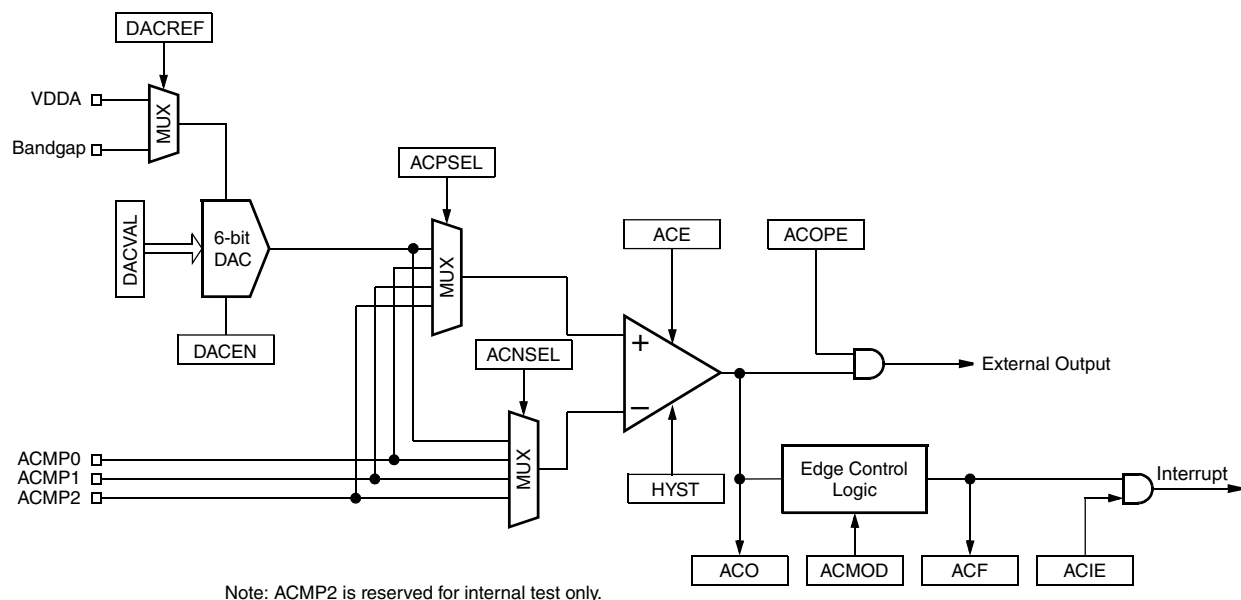 DACREF
VDDA
MUX
Bandgap
ACPSEL
DACVAL
6-bit
DAC
MUX
ACE
ACOPE
DACEN
ACNSEL
+
−
External Output
MUX
ACMP0
ACMP1
ACMP2
HYST
Edge Control
Logic
Interrupt
ACO
ACMOD
ACF
ACIE
Note: ACMP2 is reserved for internal test only.